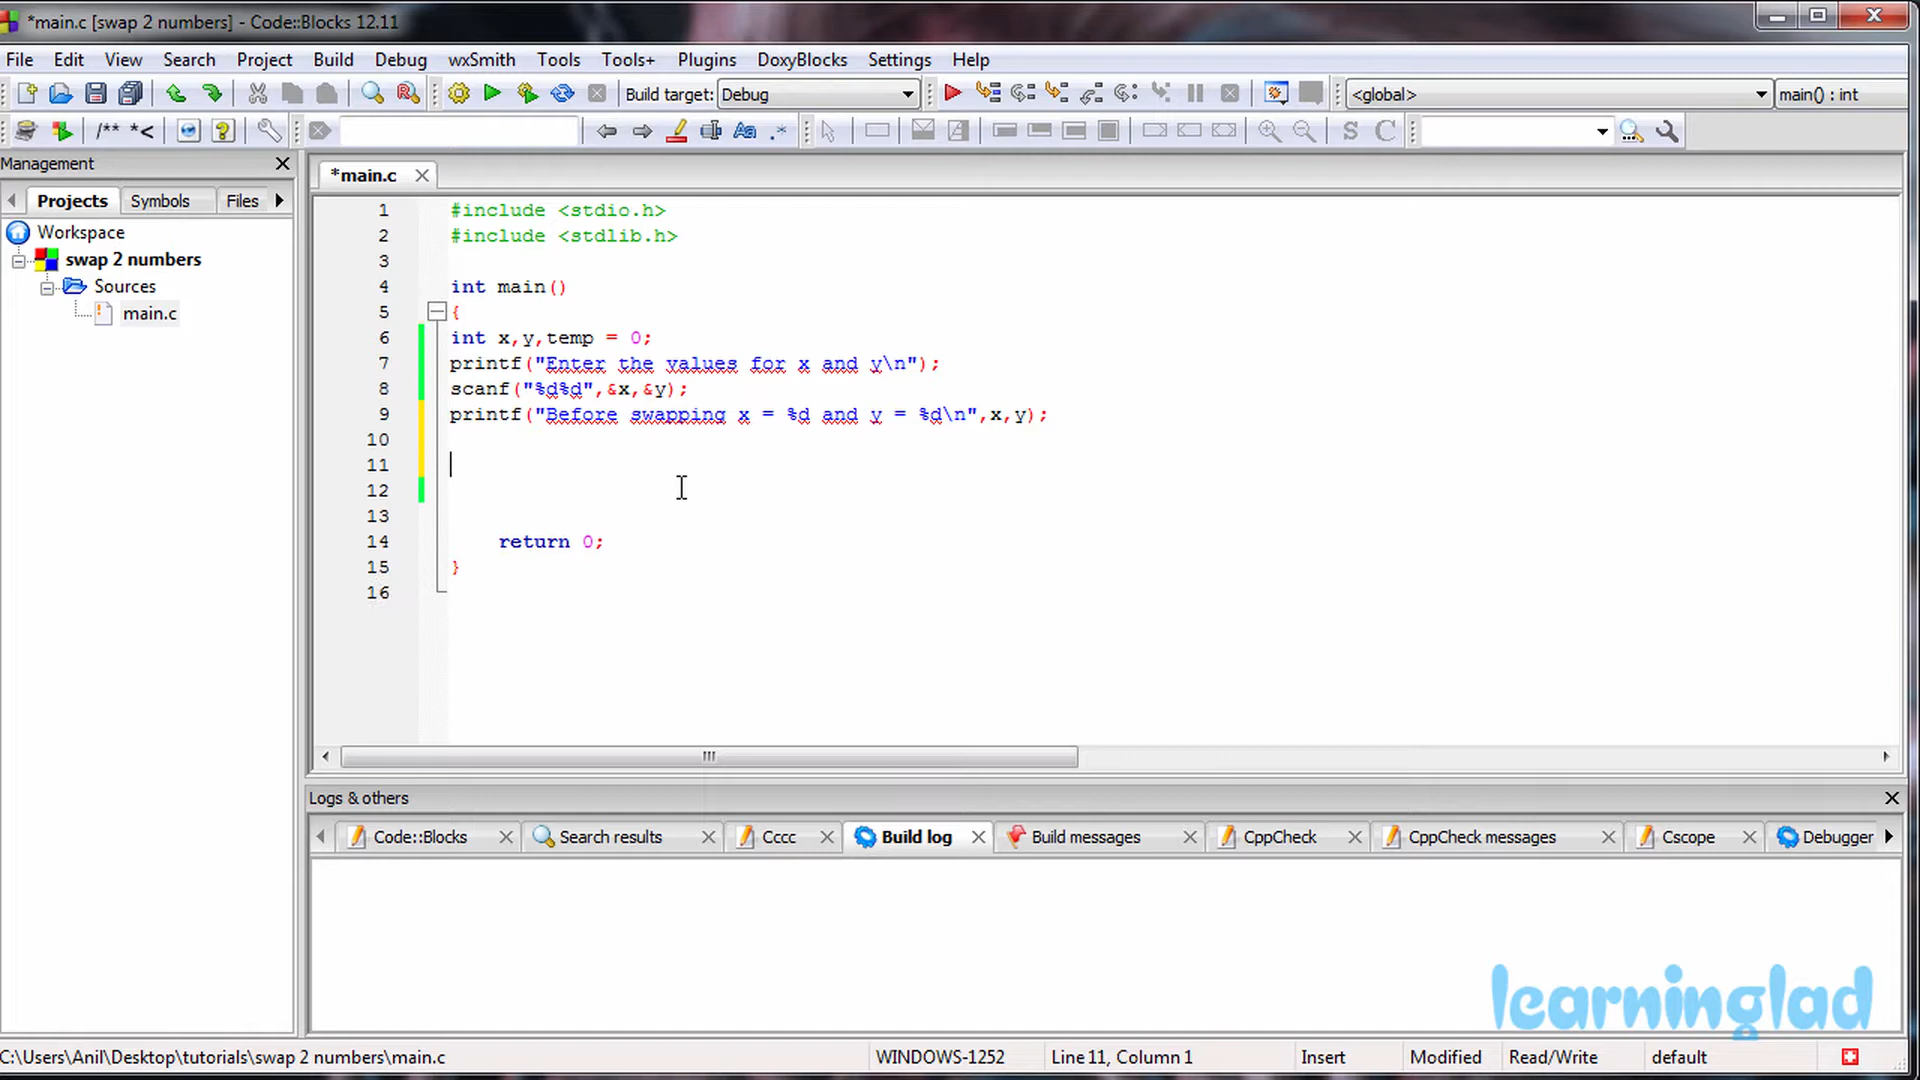 *main.c [swap 2 numbers] - Code::Blocks 12.11
File Edit View Search Project Build Debug wxSmith Tools Tools+ Plugins DoxyBlocks Settings Help
Build target: Debug <global> main() : int
/** *< Aa .* S C
Management
*main.c
Projects Symbols Files
Workspace
swap 2 numbers
Sources
main.c
1 #include <stdio.h>
2 #include <stdlib.h>
3
4 int main()
5 {
6 int x,y,temp = 0;
7 printf("Enter the values for x and y\n");
8 scanf("%d%d",&x,&y);
9 printf("Before swapping x = %d and y = %d\n",x,y);
10
11
12
13
14 return 0;
15 }
16
Logs & others
Code::Blocks Search results Cccc Build log Build messages CppCheck CppCheck messages Cscope Debugger
learninglad
C:\Users\Anil\Desktop\tutorials\swap 2 numbers\main.c WINDOWS-1252 Line 11, Column 1 Insert Modified Read/Write default